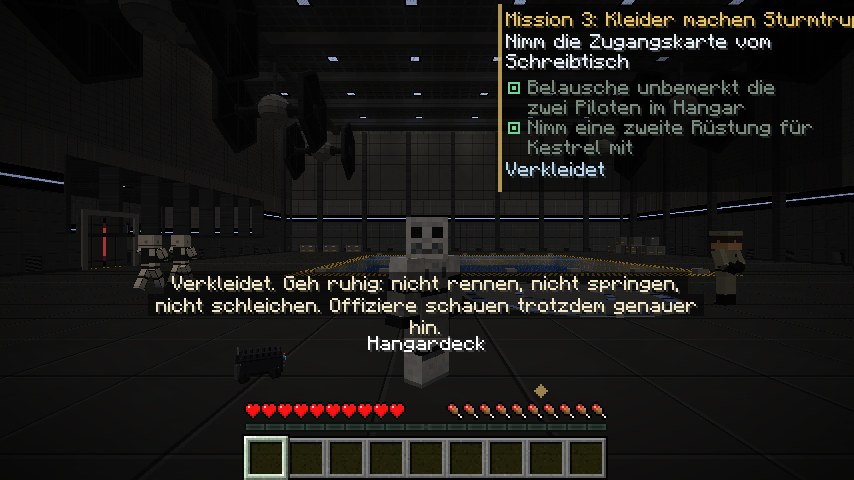 Mission 3: Kleider machen Sturmtrup
Nimm die Zugangskarte vom
Schreibtisch
Belausche unbemerkt die
zwei Piloten im Hangar
Nimm eine zweite Rüstung für
Kestrel mit
Verkleidet
Verkleidet. Geh ruhig: nicht rennen, nicht springen,
nicht schleichen. Offiziere schauen trotzdem genauer
hin.
Hangardeck